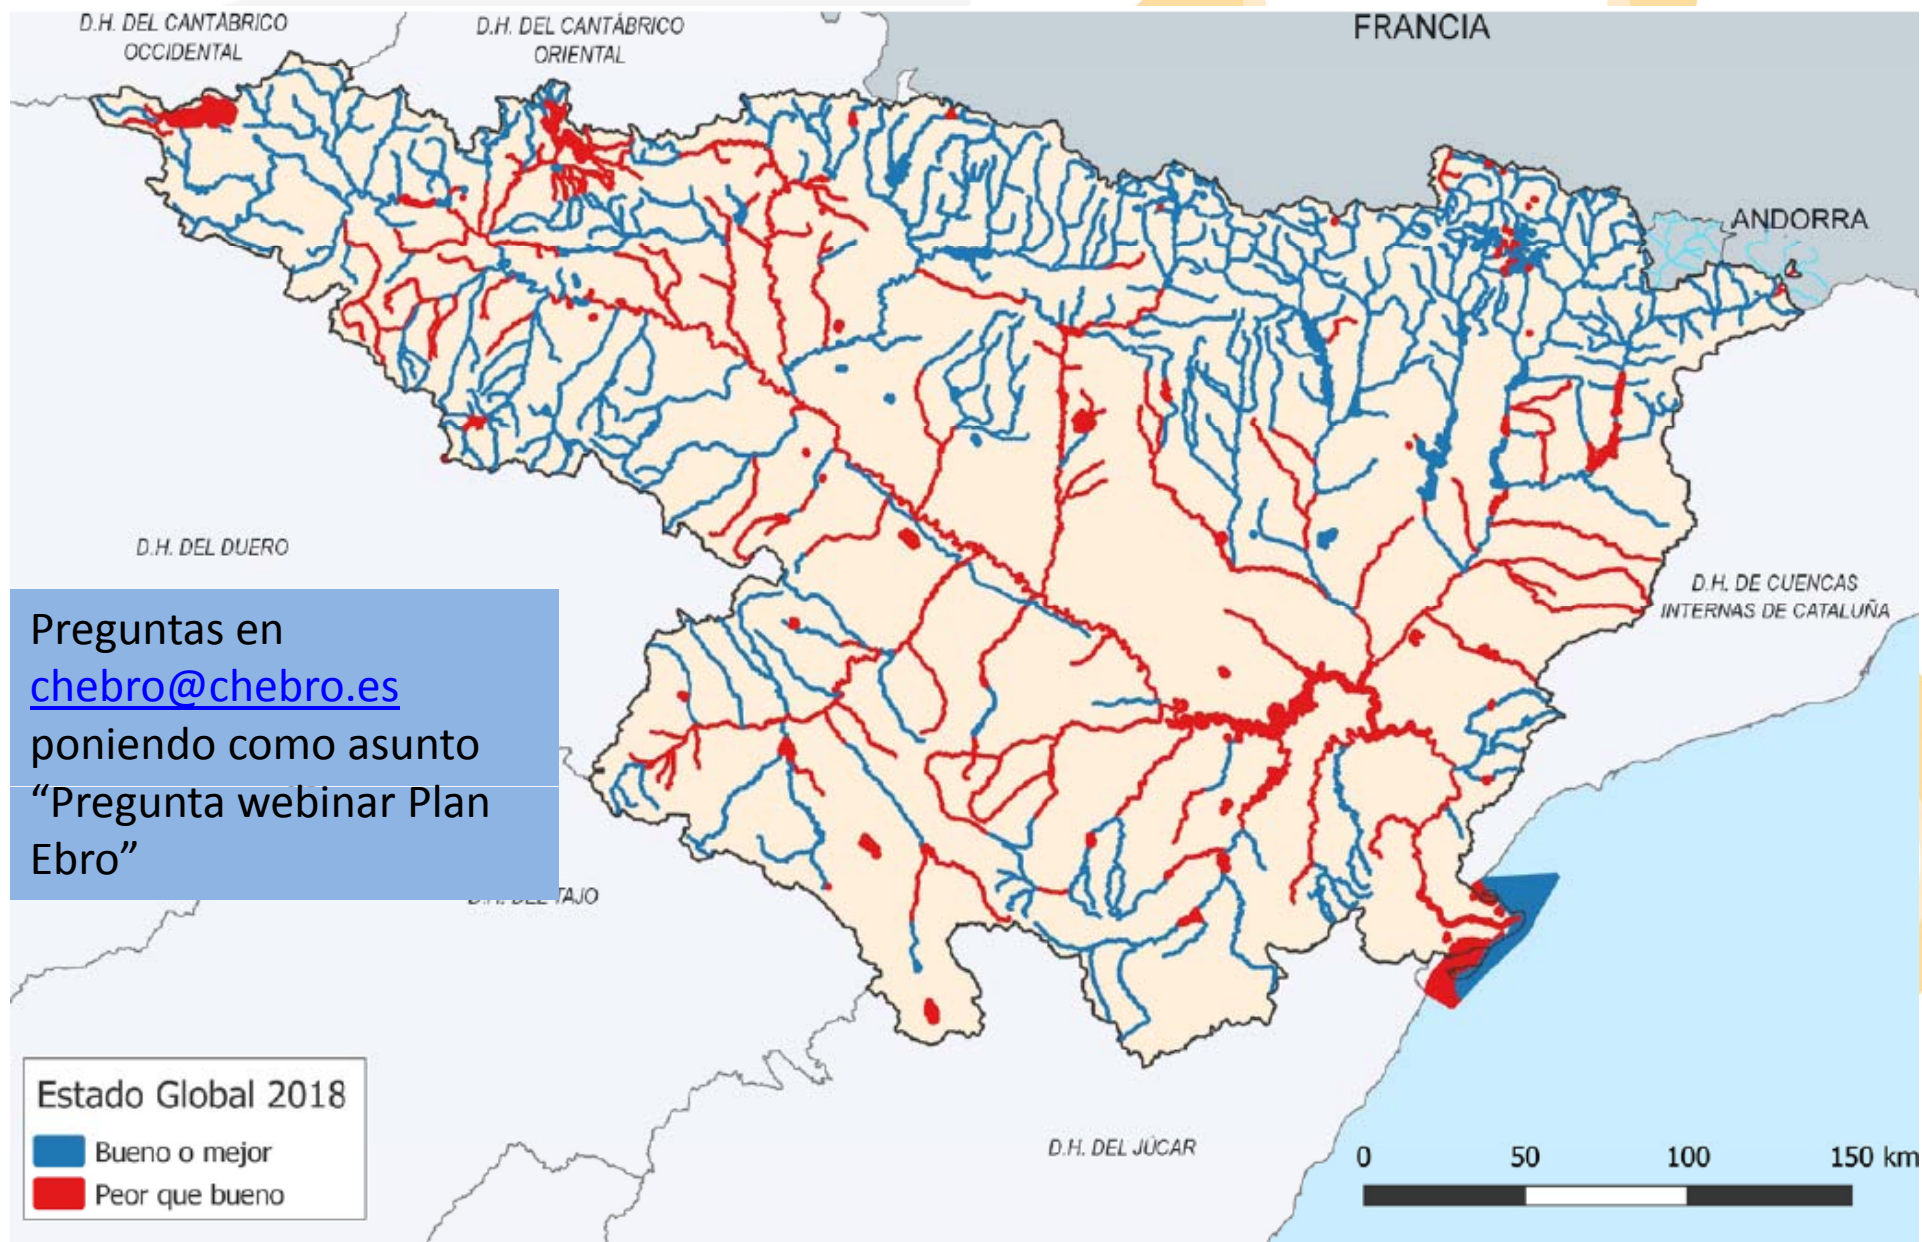 D.H. DEL CANTÁBRICO
OCCIDENTAL
D.H. DEL CANTÁBRICO
ORIENTAL
FRANCIA
ANDORRA
D.H. DEL DUERO
D.H. DE CUENCAS
INTERNAS DE CATALUÑA
Preguntas en
chebro@chebro.es
poniendo como asunto
“Pregunta webinar Plan
Ebro”
D.H. DEL TAJO
D.H. DEL JÚCAR
Estado Global 2018
Bueno o mejor
Peor que bueno
0 50 100 150 km